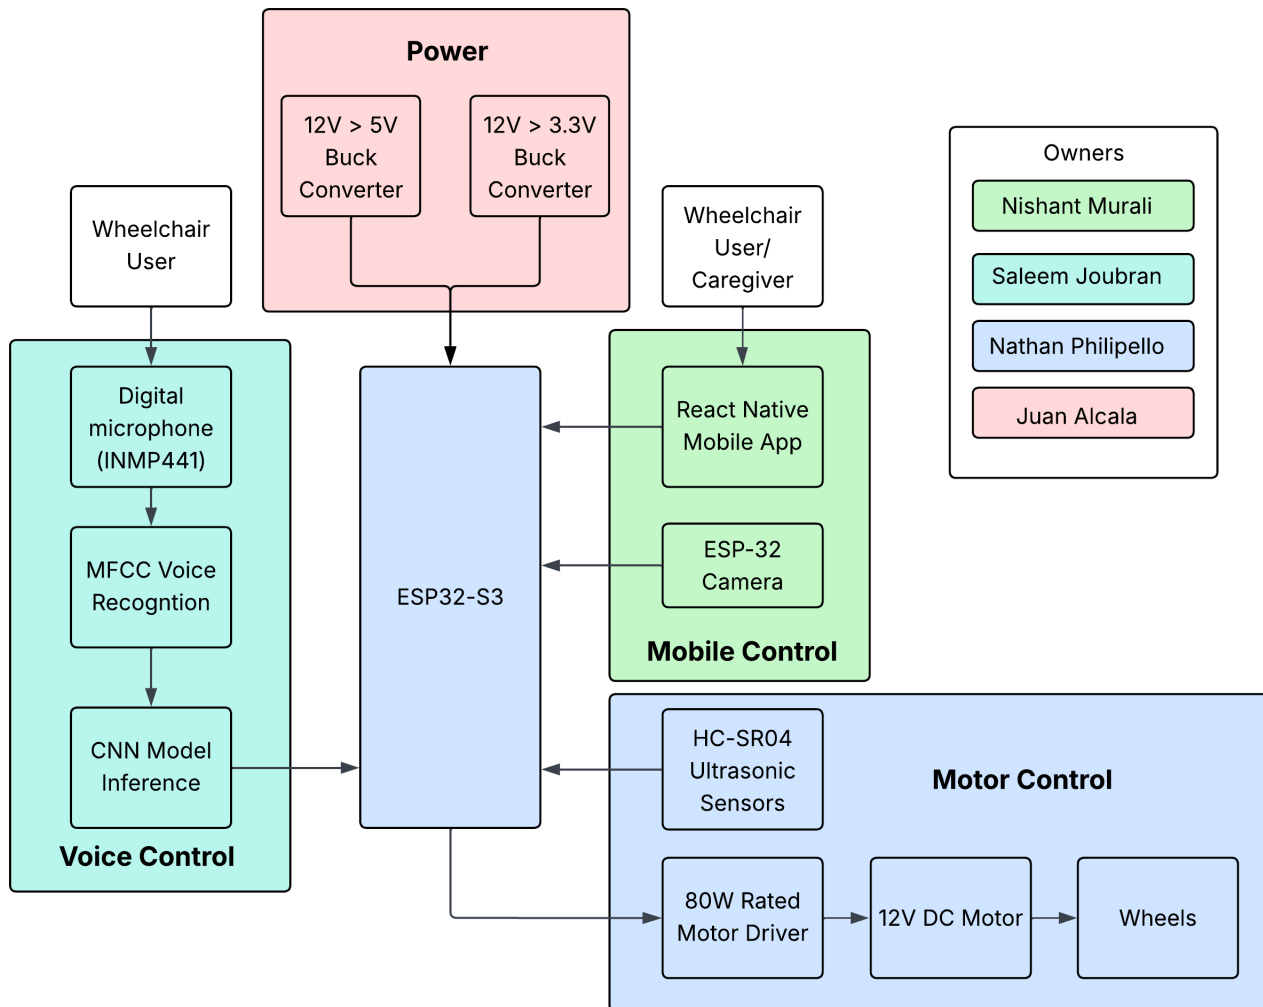 Power
12V > 5V
Buck
Converter
12V > 3.3V
Buck
Converter
Owners
Nishant Murali
Saleem Joubran
Nathan Philipello
Juan Alcala
Wheelchair
User
Wheelchair
User/
Caregiver
Digital
microphone
(INMP441)
MFCC Voice
Recogntion
CNN Model
Inference
Voice Control
ESP32-S3
React Native
Mobile App
ESP-32
Camera
Mobile Control
HC-SR04
Ultrasonic
Sensors
Motor Control
80W Rated
Motor Driver
12V DC Motor
Wheels